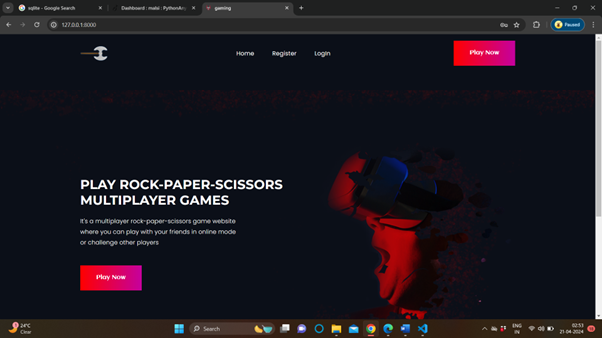 sqlite - Google Search
Dashboard : malsi : PythonAny
gaming
127.0.0.1:8000
Paused
Home Register LogIn
Play Now
PLAY ROCK-PAPER-SCISSORS
MULTIPLAYER GAMES
It's a multiplayer rock-paper-scissors game website
where you can play with your friends in online mode
or challenge other players
Play Now
24°C
Clear
Search
ENG
IN
02:53
21-04-2024